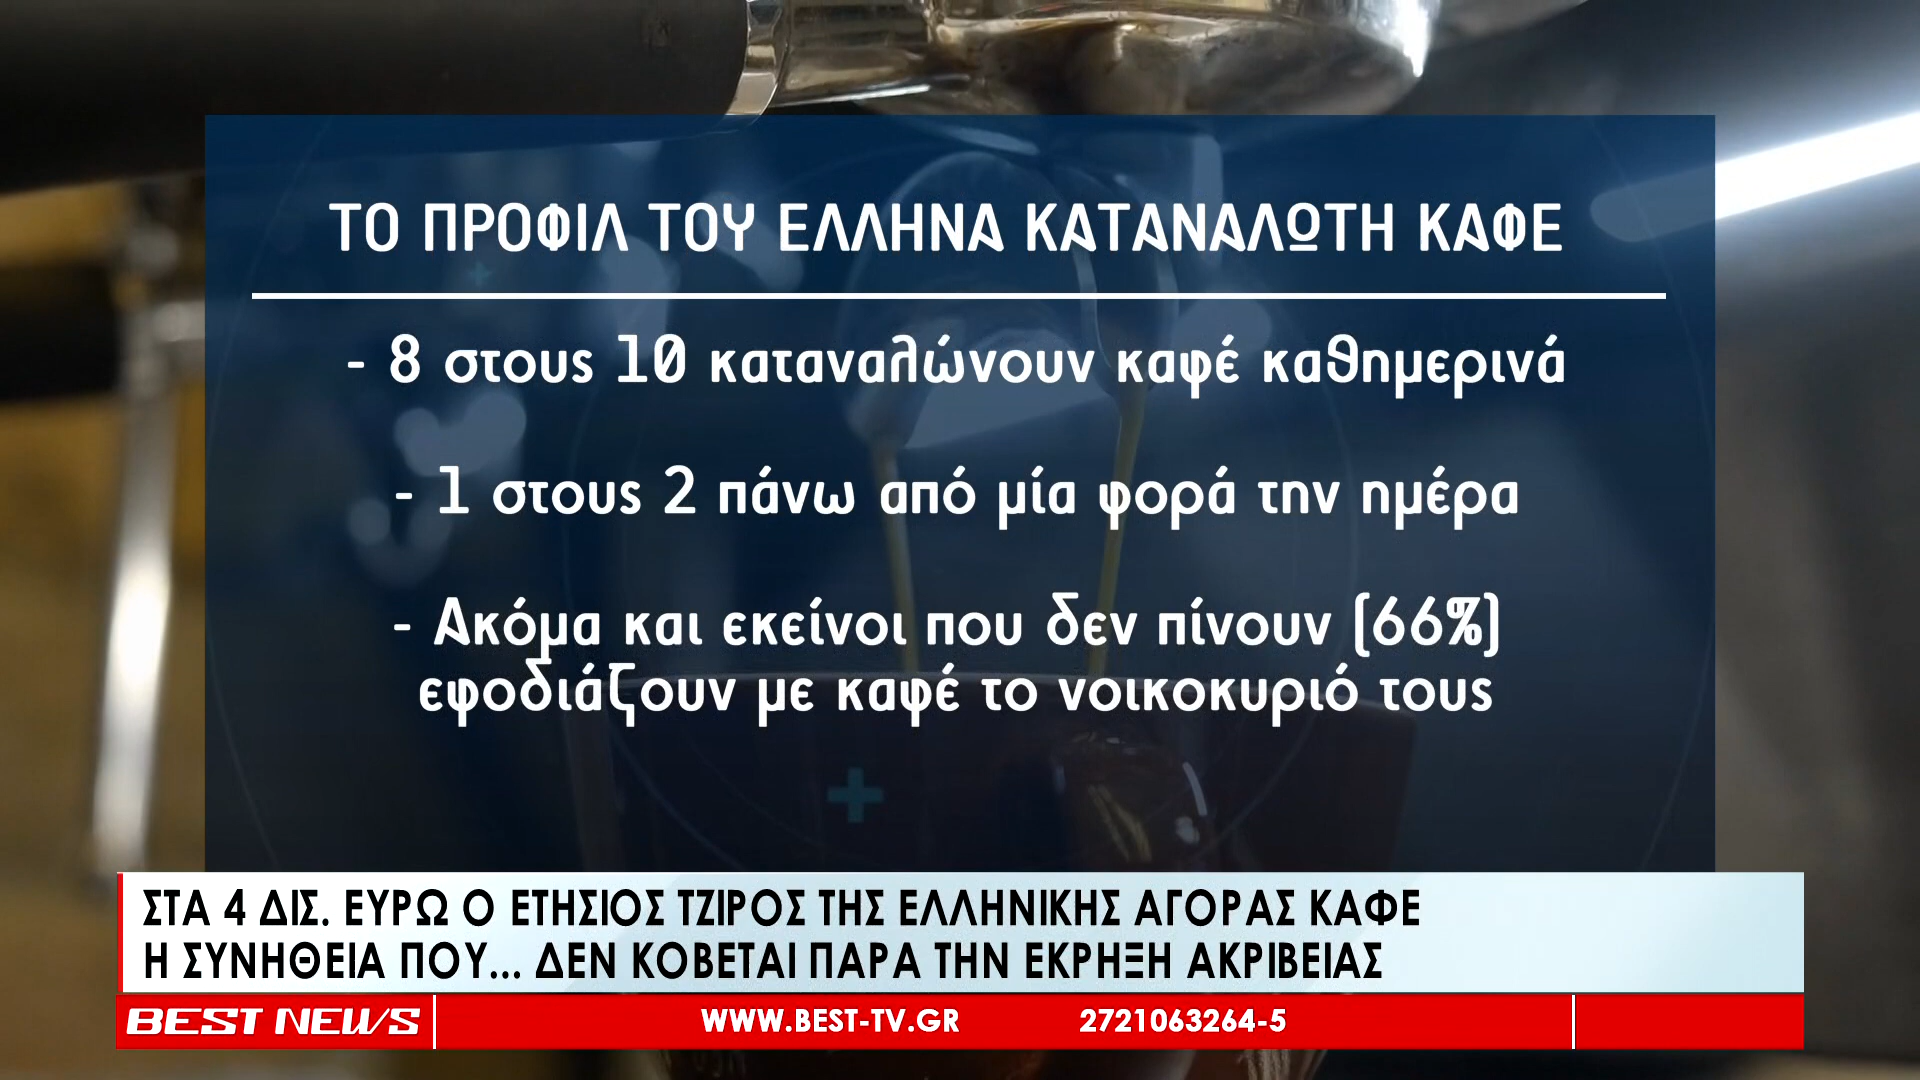 ΤΟ ΠΡΟΦΙΛ ΤΟΥ ΕΛΛΗΝΑ ΚΑΤΑΝΑΛΩΤΗ ΚΑΦΕ
- 8 στους 10 καταναλώνουν καφέ καθημερινά
- 1 στους 2 πάνω από μία φορά την ημέρα
- Ακόμα και εκείνοι που δεν πίνουν (66%)
εφοδιάζουν με καφέ το νοικοκυριό τους
ΣΤΑ 4 ΔΙΣ. ΕΥΡΩ Ο ΕΤΗΣΙΟΣ ΤΖΙΡΟΣ ΤΗΣ ΕΛΛΗΝΙΚΗΣ ΑΓΟΡΑΣ ΚΑΦΕ
Η ΣΥΝΗΘΕΙΑ ΠΟΥ... ΔΕΝ ΚΟΒΕΤΑΙ ΠΑΡΑ ΤΗΝ ΕΚΡΗΞΗ ΑΚΡΙΒΕΙΑΣ
BEST NEWS WWW.BEST-TV.GR 2721063264-5